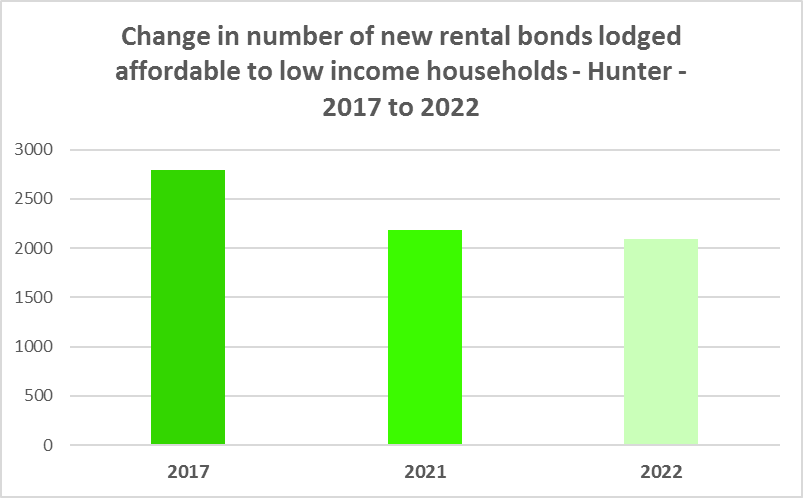 Change in number of new rental bonds lodged
affordable to low income households - Hunter -
2017 to 2022
3000
2500
2000
1500
1000
500
0
2017 2021 2022